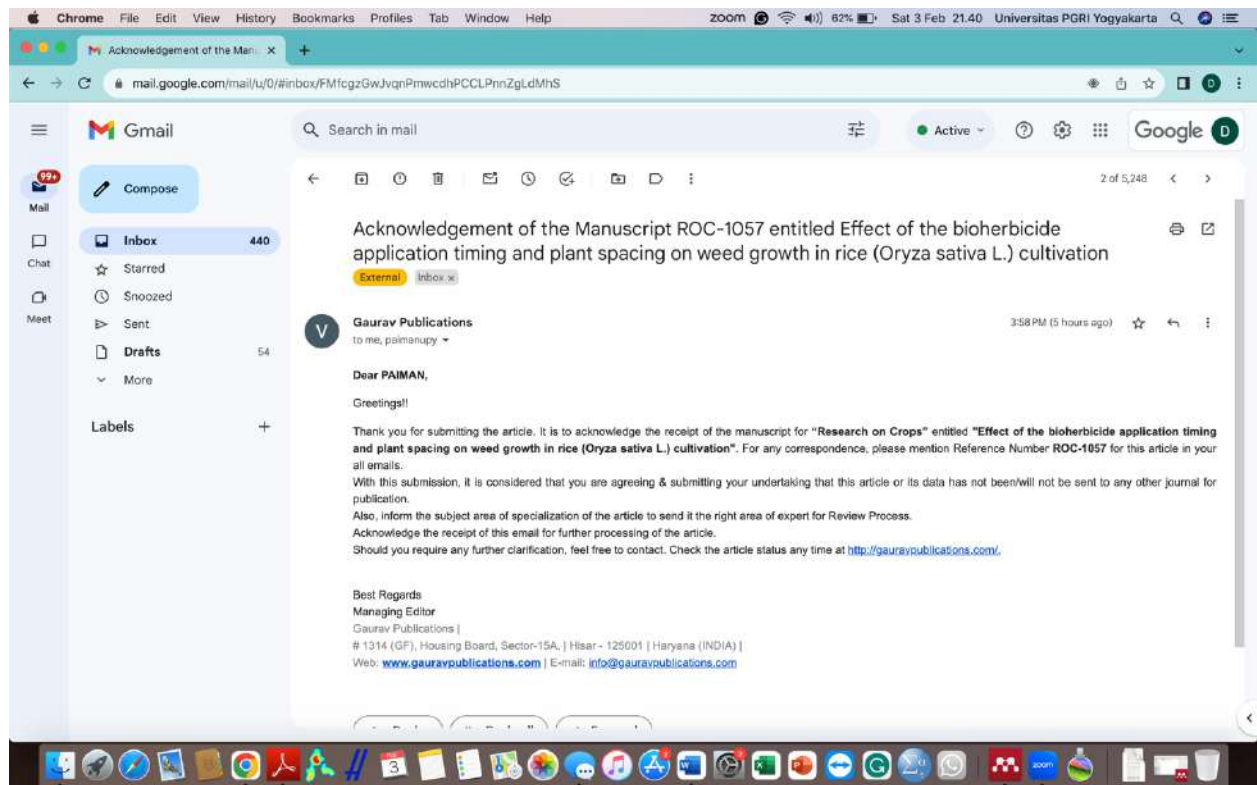 Chrome File Edit View History Bookmarks Profiles Tab Window Help zoom 62% Sat 3 Feb 21.40 Universitas PGRI Yogyakarta
Acknowledgement of the Man
mail.google.com/mail/u/0/#inbox/FMfcgzGwJvqnPmwcdhPCCLPnnZgLdMhS
Gmail
Search in mail
Active
Google D
99+
Mail
Chat
Meet
Compose
Inbox 440
Starred
Snoozed
Sent
Drafts 54
More
Labels
2 of 5,248
Acknowledgement of the Manuscript ROC-1057 entitled Effect of the bioherbicide
application timing and plant spacing on weed growth in rice (Oryza sativa L.) cultivation
External Inbox x
V
Gaurav Publications 3:58 PM (5 hours ago)
to me, paimanupy
Dear PAIMAN,
Greetings!!
Thank you for submitting the article. It is to acknowledge the receipt of the manuscript for "Research on Crops" entitled "Effect of the bioherbicide application timing
and plant spacing on weed growth in rice (Oryza sativa L.) cultivation". For any correspondence, please mention Reference Number ROC-1057 for this article in your
all emails.
With this submission, it is considered that you are agreeing & submitting your undertaking that this article or its data has not been/will not be sent to any other journal for
publication.
Also, inform the subject area of specialization of the article to send it the right area of expert for Review Process.
Acknowledge the receipt of this email for further processing of the article.
Should you require any further clarification, feel free to contact. Check the article status any time at http://gauravpublications.com/.
Best Regards
Managing Editor
Gaurav Publications |
# 1314 (GF), Housing Board, Sector-15A, | Hisar - 125001 | Haryana (INDIA) |
Web: www.gauravpublications.com | E-mail: info@gauravpublications.com
3
zoom